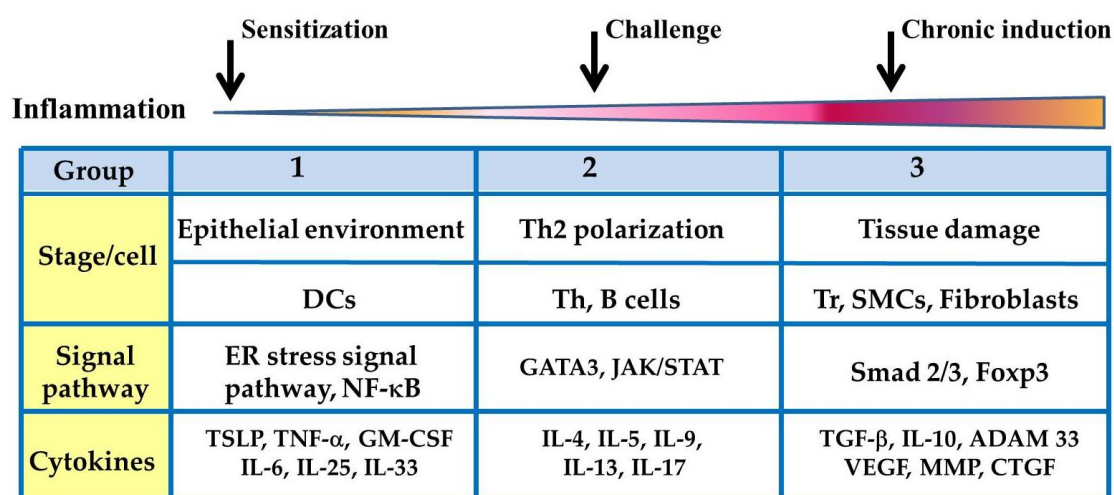 Sensitization
Challenge
Chronic induction
Inflammation
Group
1
2
3
Stage/cell
Epithelial environment
Th2 polarization
Tissue damage
DCs
Th, B cells
Tr, SMCs, Fibroblasts
Signal
pathway
ER stress signal
pathway, NF-κB
GATA3, JAK/STAT
Smad 2/3, Foxp3
Cytokines
TSLP, TNF-α, GM-CSF
IL-6, IL-25, IL-33
IL-4, IL-5, IL-9,
IL-13, IL-17
TGF-β, IL-10, ADAM 33
VEGF, MMP, CTGF